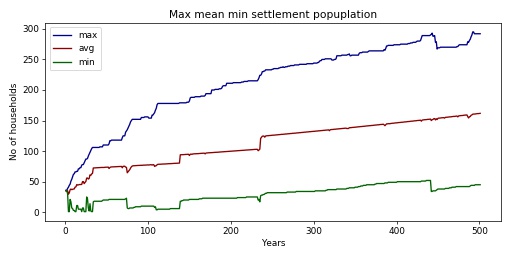 Max mean min settlement popuplation
max
avg
min
No of households
300
250
200
150
100
50
0
0 100 200 300 400 500
Years